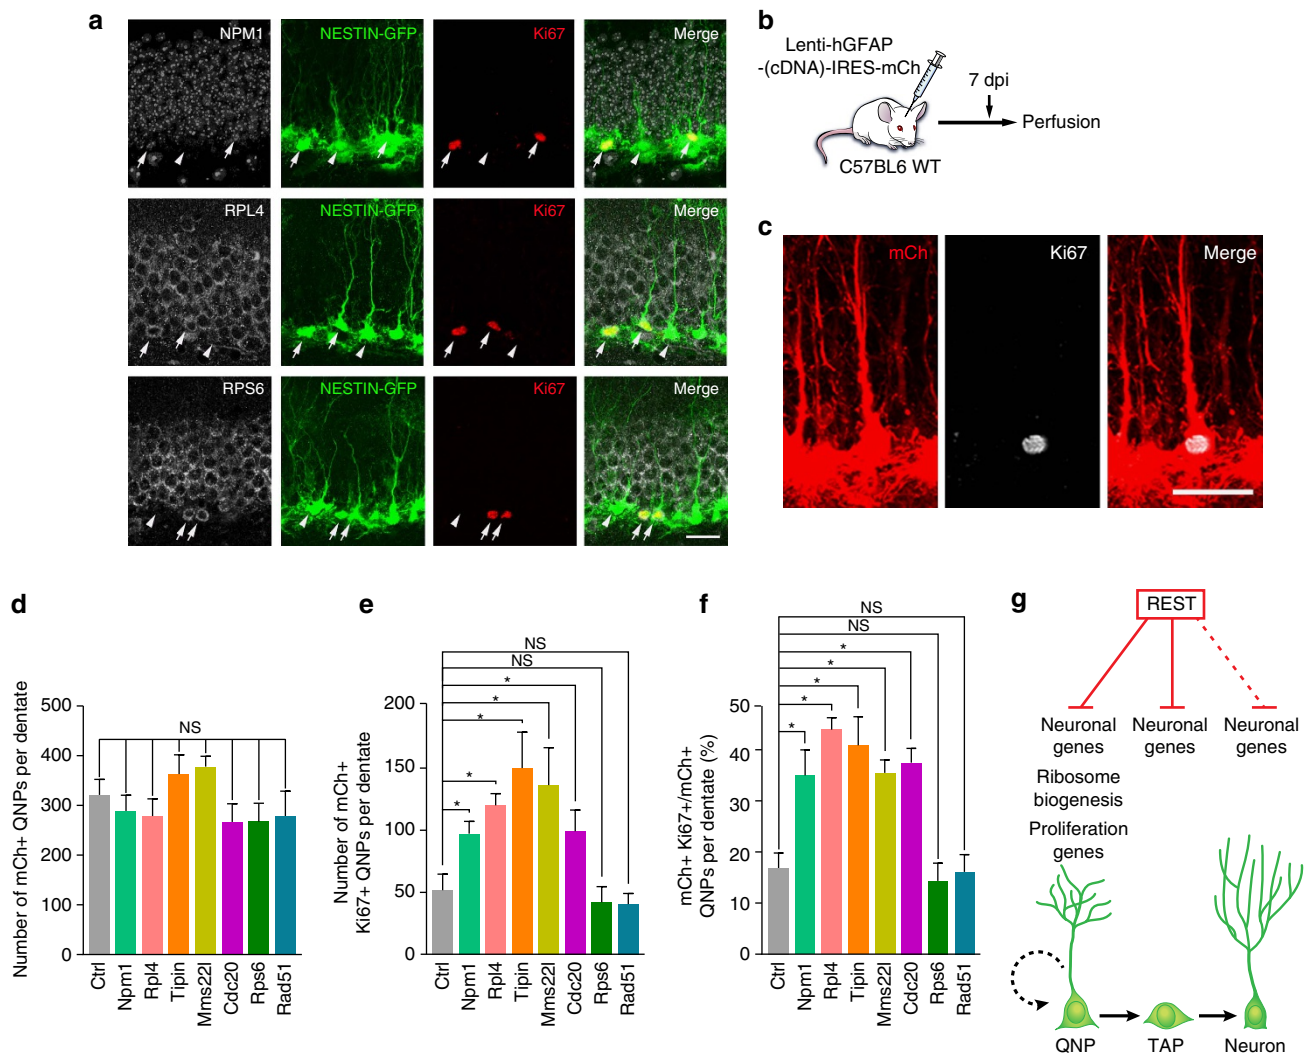 a
NPM1
NESTIN-GFP
Ki67
Merge
RPL4
NESTIN-GFP
Ki67
Merge
RPS6
NESTIN-GFP
Ki67
Merge
b
Lenti-hGFAP
-(cDNA)-IRES-mCh
7 dpi
Perfusion
C57BL6 WT
c
mCh
Ki67
Merge
d
Number of mCh+ QNPs per dentate
500
400
300
200
100
0
NS
Ctrl
Npm1
Rpl4
Tipin
Mms22l
Cdc20
Rps6
Rad51
e
Number of mCh+
Ki67+ QNPs per dentate
200
150
100
50
0
NS
NS
*
*
*
*
*
Ctrl
Npm1
Rpl4
Tipin
Mms22l
Cdc20
Rps6
Rad51
f
mCh+ Ki67+/mCh+
QNPs per dentate (%)
50
40
30
20
10
0
NS
NS
*
*
*
*
*
Ctrl
Npm1
Rpl4
Tipin
Mms22l
Cdc20
Rps6
Rad51
g
REST
Neuronal
genes
Neuronal
genes
Neuronal
genes
Ribosome
biogenesis
Proliferation
genes
QNP
TAP
Neuron